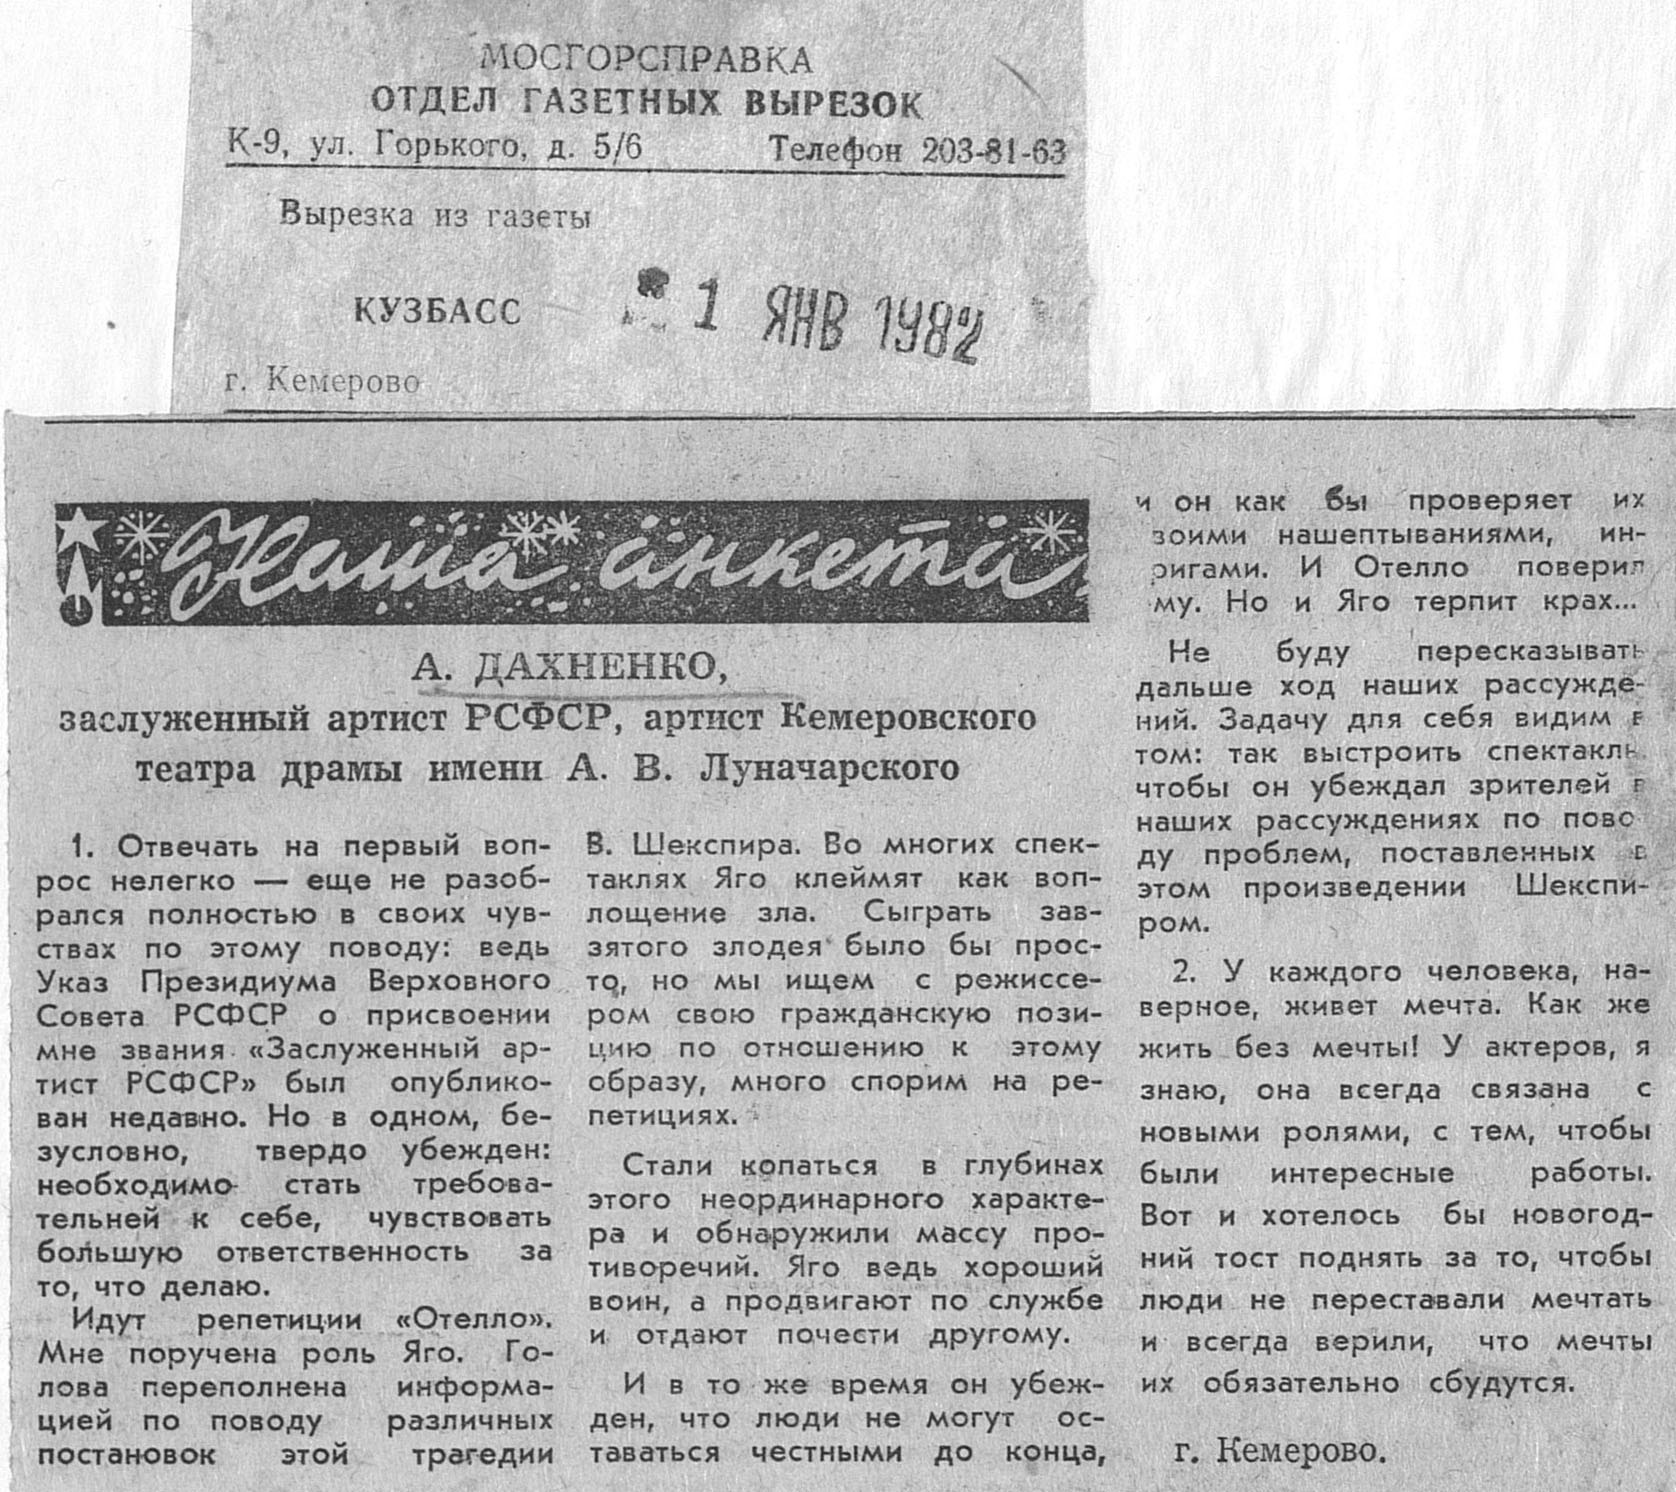 МОСГОРСПРАВКА
ОТДЕЛ ГАЗЕТНЫХ ВЫРЕЗОК
К-9, ул. Горького, д. 5/6 Телефон 203-81-63
Вырезка из газеты
КУЗБАСС 1 ЯНВ 1982
г. Кемерово
Наша анкета
А. ДАХНЕНКО,
заслуженный артист РСФСР, артист Кемеровского
театра драмы имени А. В. Луначарского
1. Отвечать на первый воп-
рос нелегко — еще не разоб-
рался полностью в своих чув-
ствах по этому поводу: ведь
Указ Президиума Верховного
Совета РСФСР о присвоении
мне звания «Заслуженный ар-
тист РСФСР» был опублико-
ван недавно. Но в одном, бе-
зусловно, твердо убежден:
необходимо стать требова-
тельней к себе, чувствовать
большую ответственность за
то, что делаю.
Идут репетиции «Отелло».
Мне поручена роль Яго. Го-
лова переполнена информа-
цией по поводу различных
постановок этой трагедии
В. Шекспира. Во многих спек-
таклях Яго клеймят как воп-
лощение зла. Сыграть зав-
зятого злодея было бы прос-
то, но мы ищем с режиссе-
ром свою гражданскую пози-
цию по отношению к этому
образу, много спорим на ре-
петициях.
Стали копаться в глубинах
этого неординарного характе-
ра и обнаружили массу про-
тиворечий. Яго ведь хороший
воин, а продвигают по службе
и отдают почести другому.
И в то же время он убеж-
ден, что люди не могут ос-
таваться честными до конца,
и он как бы проверяет их
воими нашептываниями, ин-
ригами. И Отелло поверил
му. Но и Яго терпит крах...
Не буду пересказывать
дальше ход наших рассужде-
ний. Задачу для себя видим в
том: так выстроить спектакль,
чтобы он убеждал зрителей в
наших рассуждениях по пово
ду проблем, поставленных в
этом произведении Шекспи-
ром.
2. У каждого человека, на-
верное, живет мечта. Как же
жить без мечты! У актеров, я
знаю, она всегда связана с
новыми ролями, с тем, чтобы
были интересные работы.
Вот и хотелось бы новогод-
ний тост поднять за то, чтобы
люди не переставали мечтать
и всегда верили, что мечты
их обязательно сбудутся.
г. Кемерово.